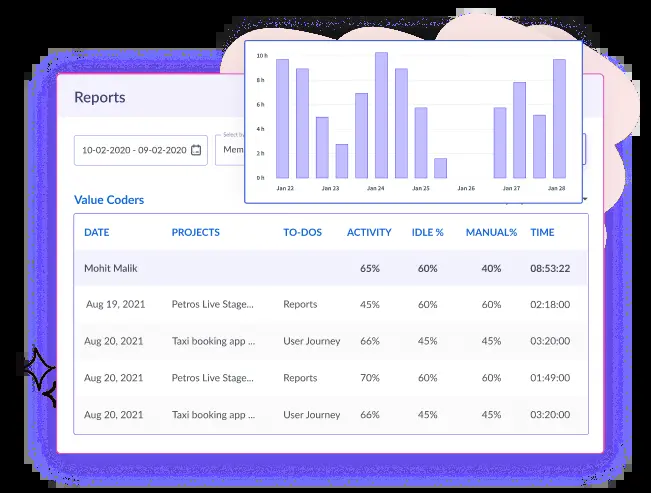 Reports
10-02-2020 - 09-02-2020
Select by
Mem
10 h
8 h
6 h
4 h
2 h
0 h
Jan 22 Jan 23 Jan 24 Jan 25 Jan 26 Jan 27 Jan 28
Value Coders
DATE PROJECTS TO-DOS ACTIVITY IDLE % MANUAL% TIME
Mohit Malik 65% 60% 40% 08:53:22
Aug 19, 2021 Petros Live Stage... Reports 45% 60% 60% 02:18:00
Aug 20, 2021 Taxi booking app ... User Journey 66% 45% 45% 03:20:00
Aug 20, 2021 Petros Live Stage... Reports 70% 60% 60% 01:49:00
Aug 20, 2021 Taxi booking app ... User Journey 66% 45% 45% 03:20:00